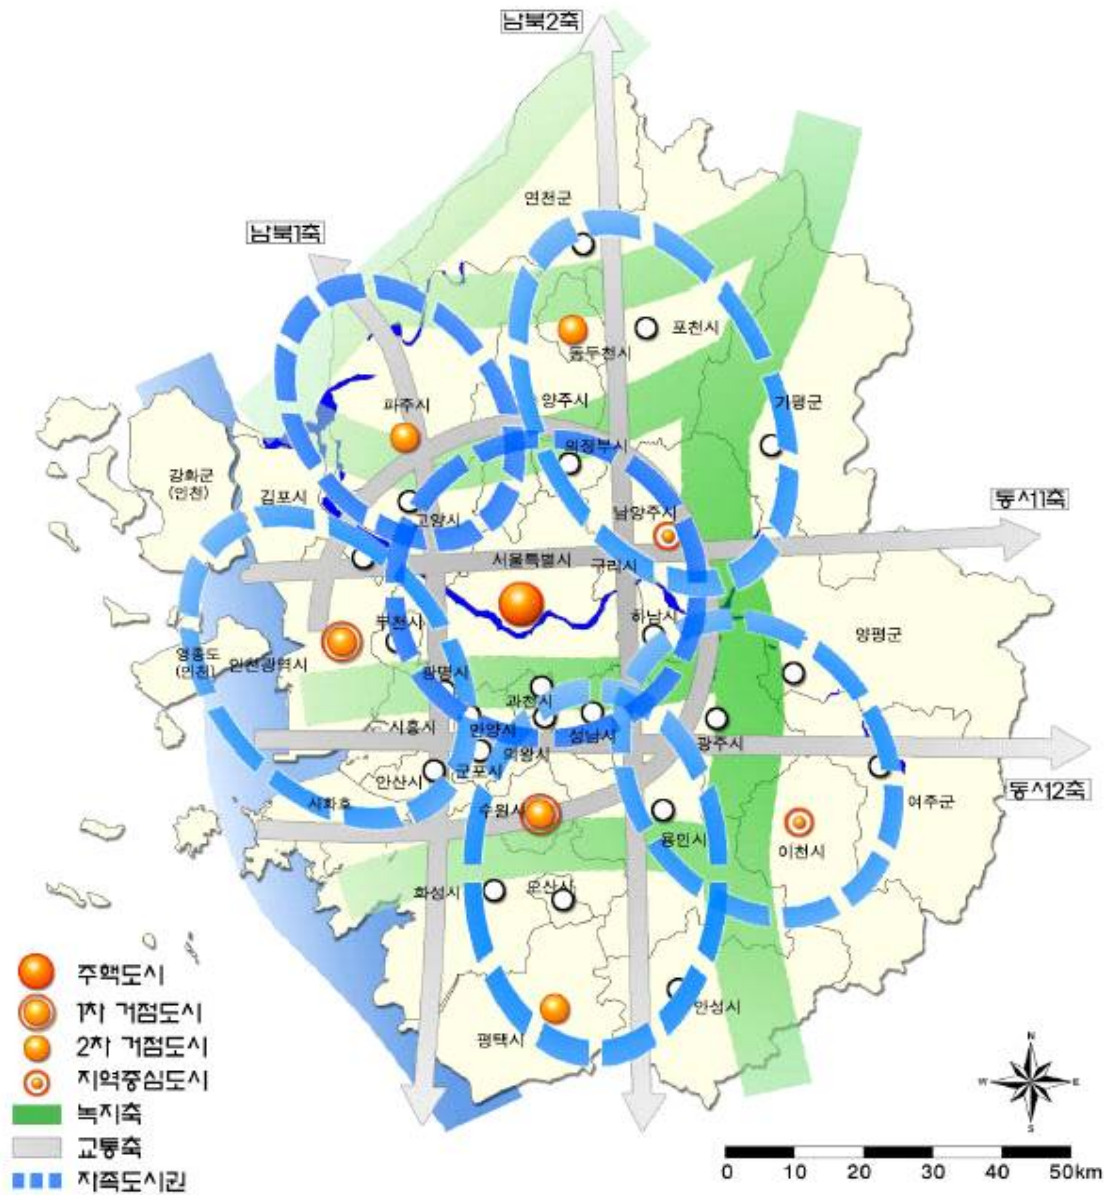 남북2축
연천군
남북1축
포천시
동두천시
파주시
양주시
가평군
의정부시
강화군
(인천)
김포시
고양시
남양주시
동서1축
서울특별시
구리시
부천시
하남시
양평군
영종도
(인천)
인천광역시
광명시
과천시
시흥시
안양시
성남시
광주시
의왕시
군포시
안산시
동서12축
시화호
수원시
여주군
용인시
이천시
화성시
오산시
안성시
평택시
주핵도시
1차 거점도시
2차 거점도시
지역중심도시
녹지축
교통축
자족도시권
N
W
E
S
0 10 20 30 40 50km